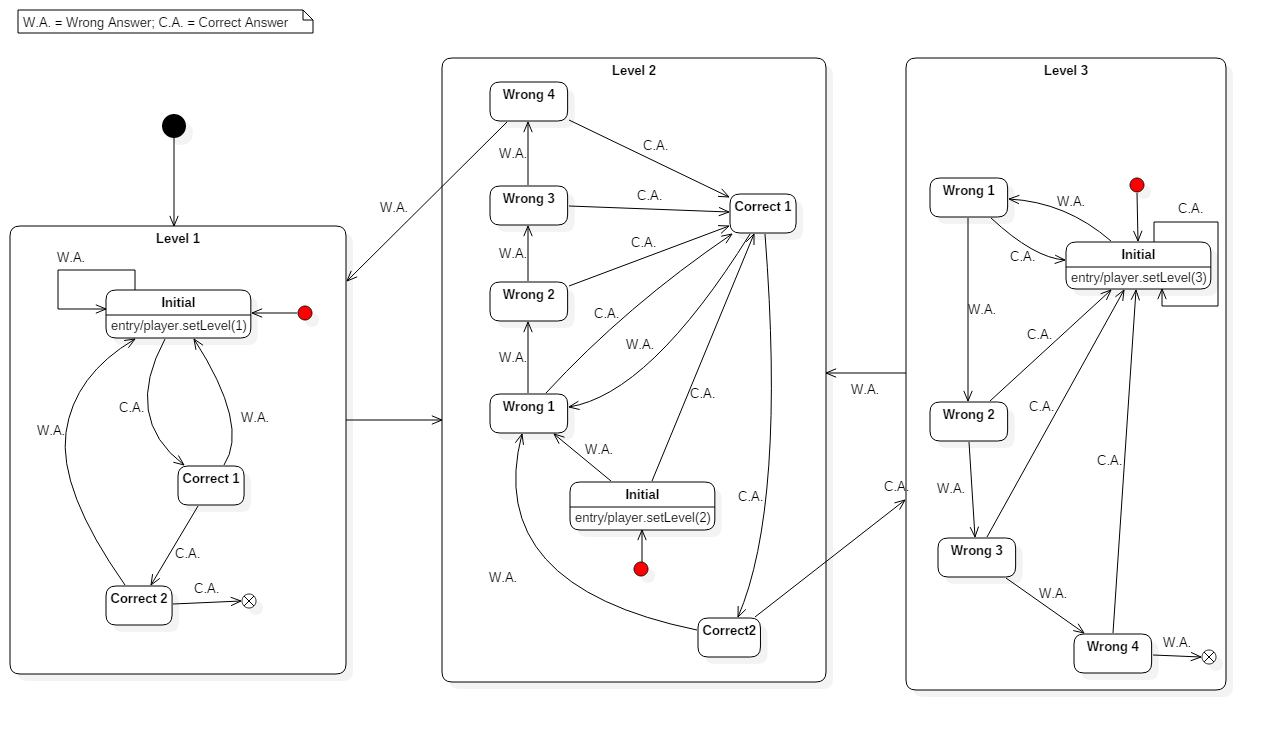 W.A. = Wrong Answer; C.A. = Correct Answer
Level 1
W.A.
Initial
entry/player.setLevel(1)
C.A.
W.A.
W.A.
Correct 1
C.A.
Correct 2
C.A.
W.A.
Level 2
Wrong 4
C.A.
W.A.
Wrong 3
C.A.
Correct 1
W.A.
C.A.
Wrong 2
C.A.
W.A.
W.A.
Wrong 1
C.A.
W.A.
Initial
entry/player.setLevel(2)
C.A.
W.A.
Correct2
C.A.
W.A.
Level 3
Wrong 1
W.A.
C.A.
C.A.
Initial
entry/player.setLevel(3)
W.A.
C.A.
Wrong 2
C.A.
W.A.
C.A.
Wrong 3
W.A.
Wrong 4
W.A.